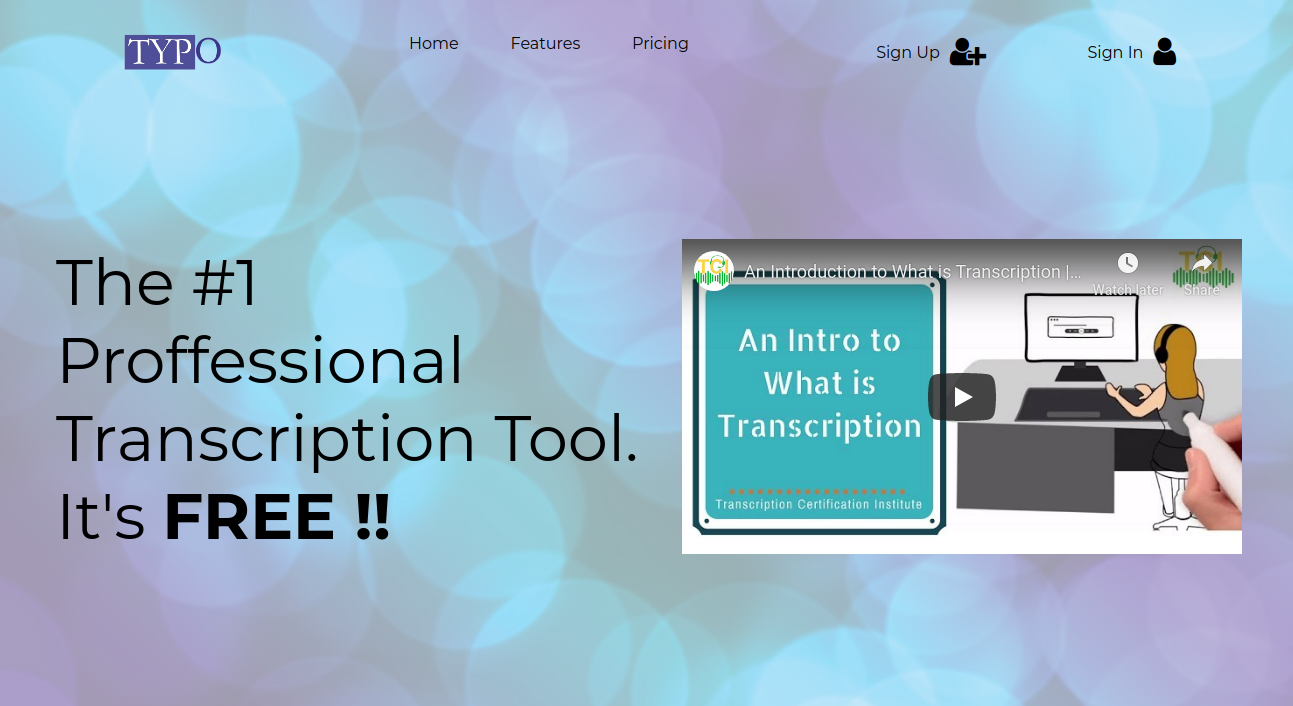 TYPO
Home Features Pricing Sign Up Sign In
The #1
Proffessional
Transcription Tool.
It's FREE !!
TCI An Introduction to What is Transcription |...
Watch later Share
An Intro to
What is
Transcription
Transcription Certification Institute